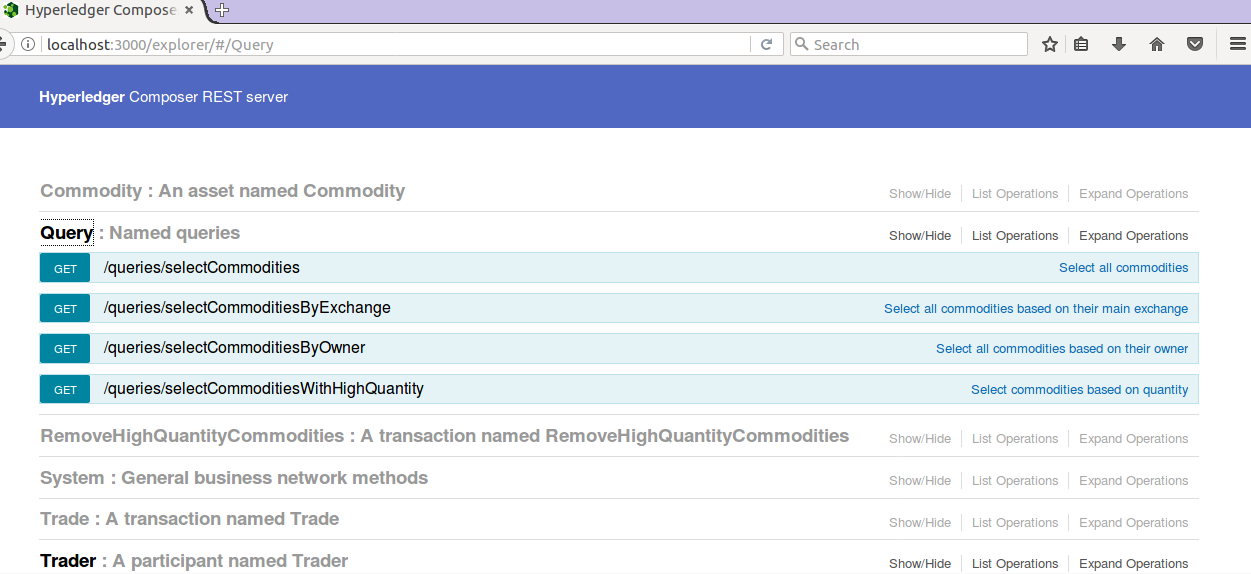 Hyperledger Compose
localhost:3000/explorer/#/Query
Search
Hyperledger Composer REST server
Commodity : An asset named Commodity Show/Hide List Operations Expand Operations
Query : Named queries Show/Hide List Operations Expand Operations
GET /queries/selectCommodities Select all commodities
GET /queries/selectCommoditiesByExchange Select all commodities based on their main exchange
GET /queries/selectCommoditiesByOwner Select all commodities based on their owner
GET /queries/selectCommoditiesWithHighQuantity Select commodities based on quantity
RemoveHighQuantityCommodities : A transaction named RemoveHighQuantityCommodities Show/Hide List Operations Expand Operations
System : General business network methods Show/Hide List Operations Expand Operations
Trade : A transaction named Trade Show/Hide List Operations Expand Operations
Trader : A participant named Trader Show/Hide List Operations Expand Operations